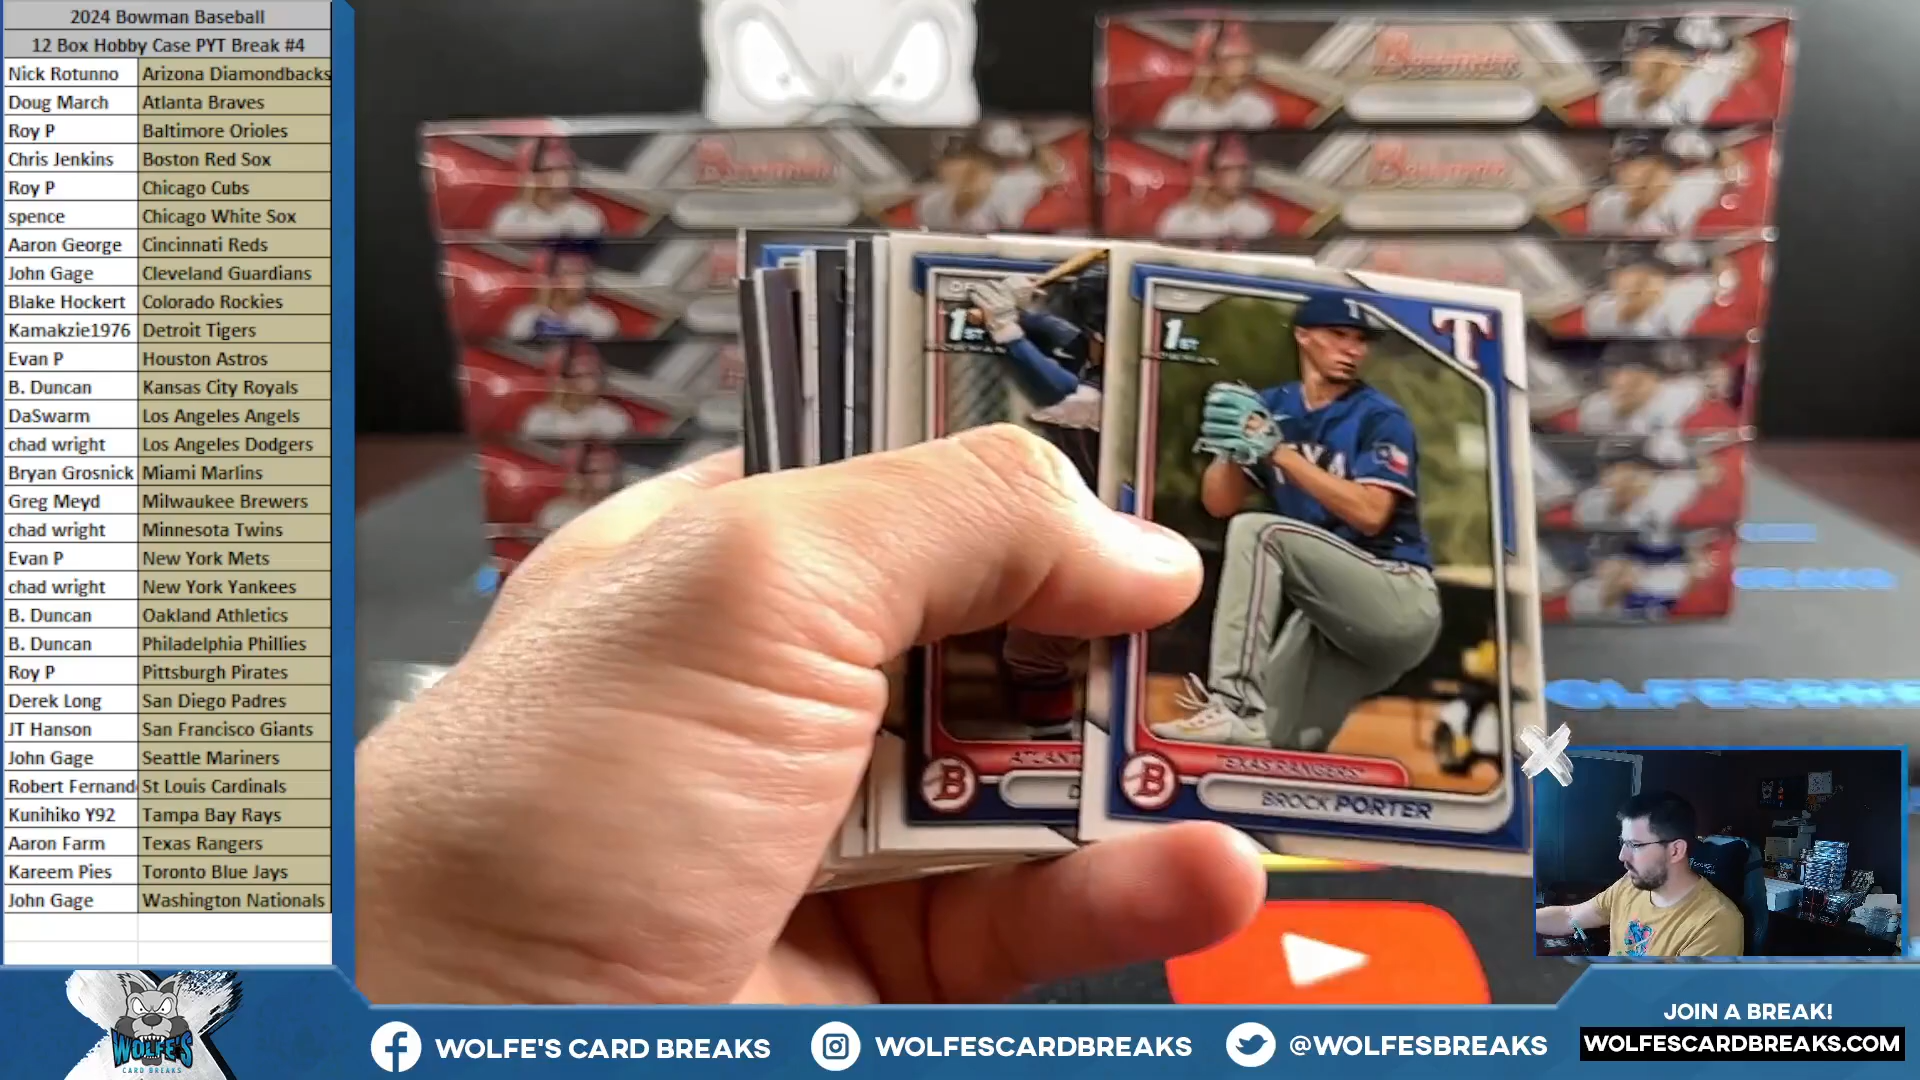 2024 Bowman Baseball
12 Box Hobby Case PYT Break #4
Nick Rotunno Arizona Diamondbacks
Doug March Atlanta Braves
Roy P Baltimore Orioles
Chris Jenkins Boston Red Sox
Roy P Chicago Cubs
spence Chicago White Sox
Aaron George Cincinnati Reds
John Gage Cleveland Guardians
Blake Hockert Colorado Rockies
Kamakzie1976 Detroit Tigers
Evan P Houston Astros
B. Duncan Kansas City Royals
DaSwarm Los Angeles Angels
chad wright Los Angeles Dodgers
Bryan Grosnick Miami Marlins
Greg Meyd Milwaukee Brewers
chad wright Minnesota Twins
Evan P New York Mets
chad wright New York Yankees
B. Duncan Oakland Athletics
B. Duncan Philadelphia Phillies
Roy P Pittsburgh Pirates
Derek Long San Diego Padres
JT Hanson San Francisco Giants
John Gage Seattle Mariners
Robert Fernand St Louis Cardinals
Kunihiko Y92 Tampa Bay Rays
Aaron Farm Texas Rangers
Kareem Pies Toronto Blue Jays
John Gage Washington Nationals
Bowman
Bowman
Bowman
1ST
1ST
T
B
ATLANT
B
TEXAS RANGERS
BROCK PORTER
WOLFE'S
CARD BREAKS
WOLFE'S CARD BREAKS
WOLFESCARDBREAKS
@WOLFESBREAKS
JOIN A BREAK!
WOLFESCARDBREAKS.COM